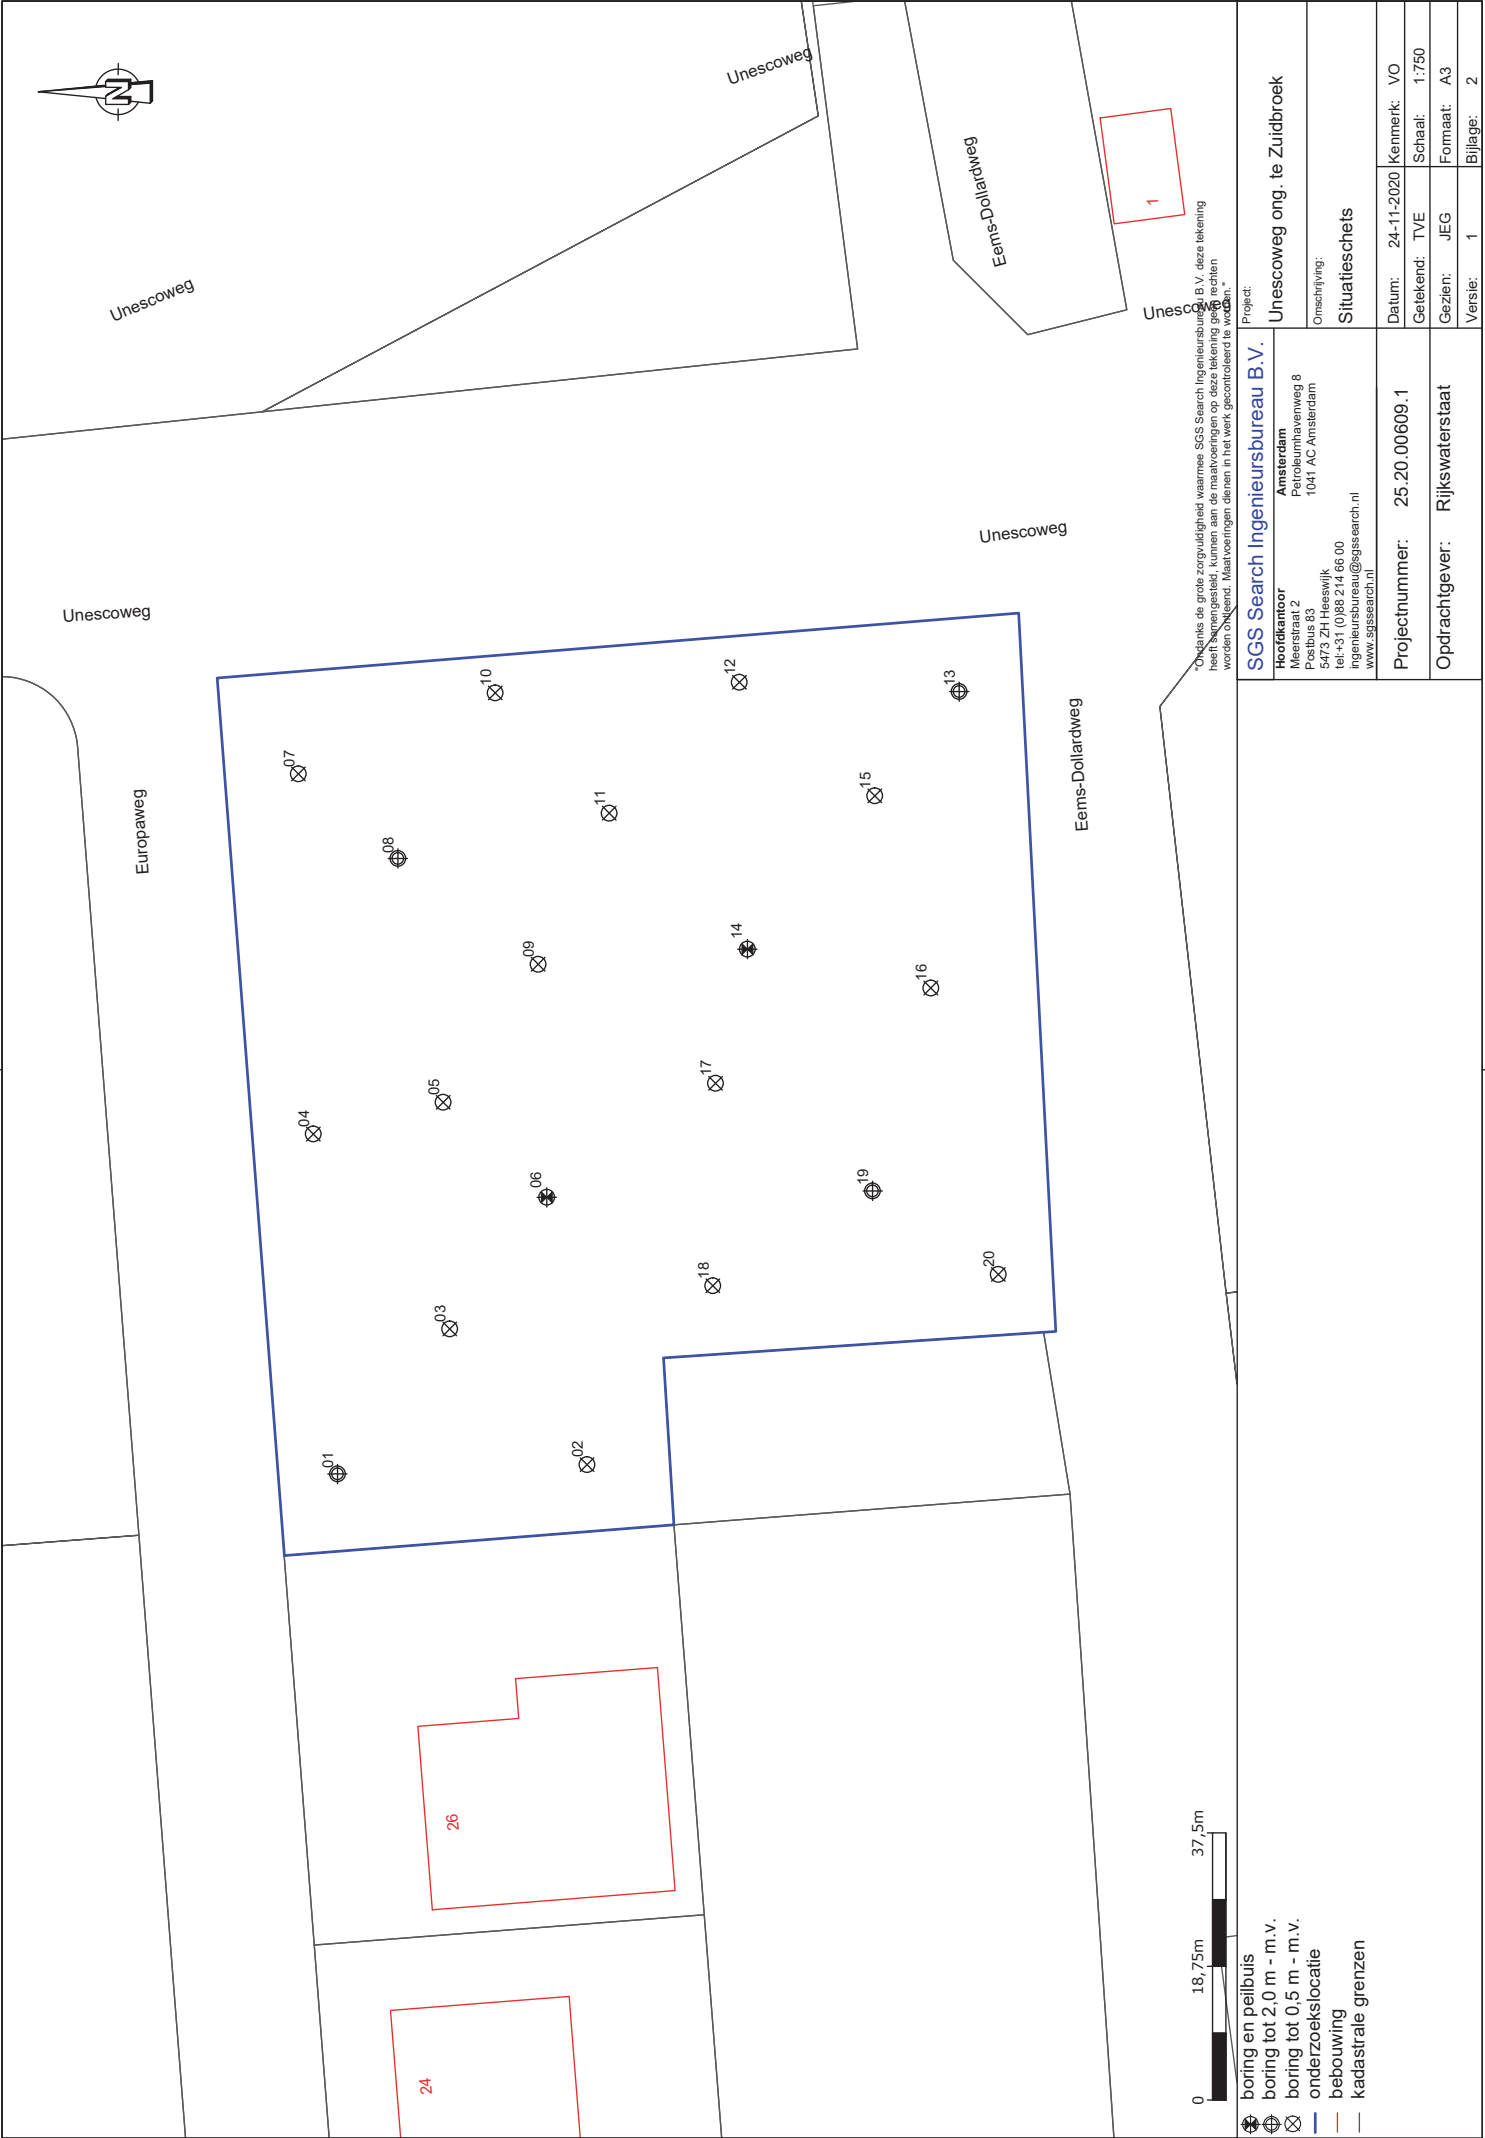 N
Unescoweg
Unescoweg
Unescoweg
Europaweg
Eems-Dollardweg
Unescoweg
Unescoweg
Eems-Dollardweg
1
24
26
01
02
03
04
05
06
07
08
09
10
11
12
13
14
15
16
17
18
19
20
0
18,75m
37,5m
boring en peilbuis
boring tot 2,0 m - m.v.
boring tot 0,5 m - m.v.
onderzoekslocatie
bebouwing
kadastrale grenzen
"Ondanks de grote zorgvuldigheid waarmee SGS Search Ingenieursbureau B.V. deze tekening
heeft samengesteld, kunnen aan de maatvoeringen op deze tekening geen rechten
worden ontleend. Maatvoeringen dienen in het werk gecontroleerd te worden."
SGS Search Ingenieursbureau B.V.
Hoofdkantoor
Meerstraat 2
Postbus 83
5473 ZH Heeswijk
tel:+31 (0)88 214 66 00
ingenieursbureau@sgssearch.nl
www.sgssearch.nl
Amsterdam
Petroleumhavenweg 8
1041 AC Amsterdam
Projectnummer: 25.20.00609.1
Opdrachtgever: Rijkswaterstaat
Project:
Unescoweg ong. te Zuidbroek
Omschrijving:
Situatieschets
Datum: 24-11-2020 Kenmerk: VO
Getekend: TVE Schaal: 1:750
Gezien: JEG Formaat: A3
Versie: 1 Bijlage: 2